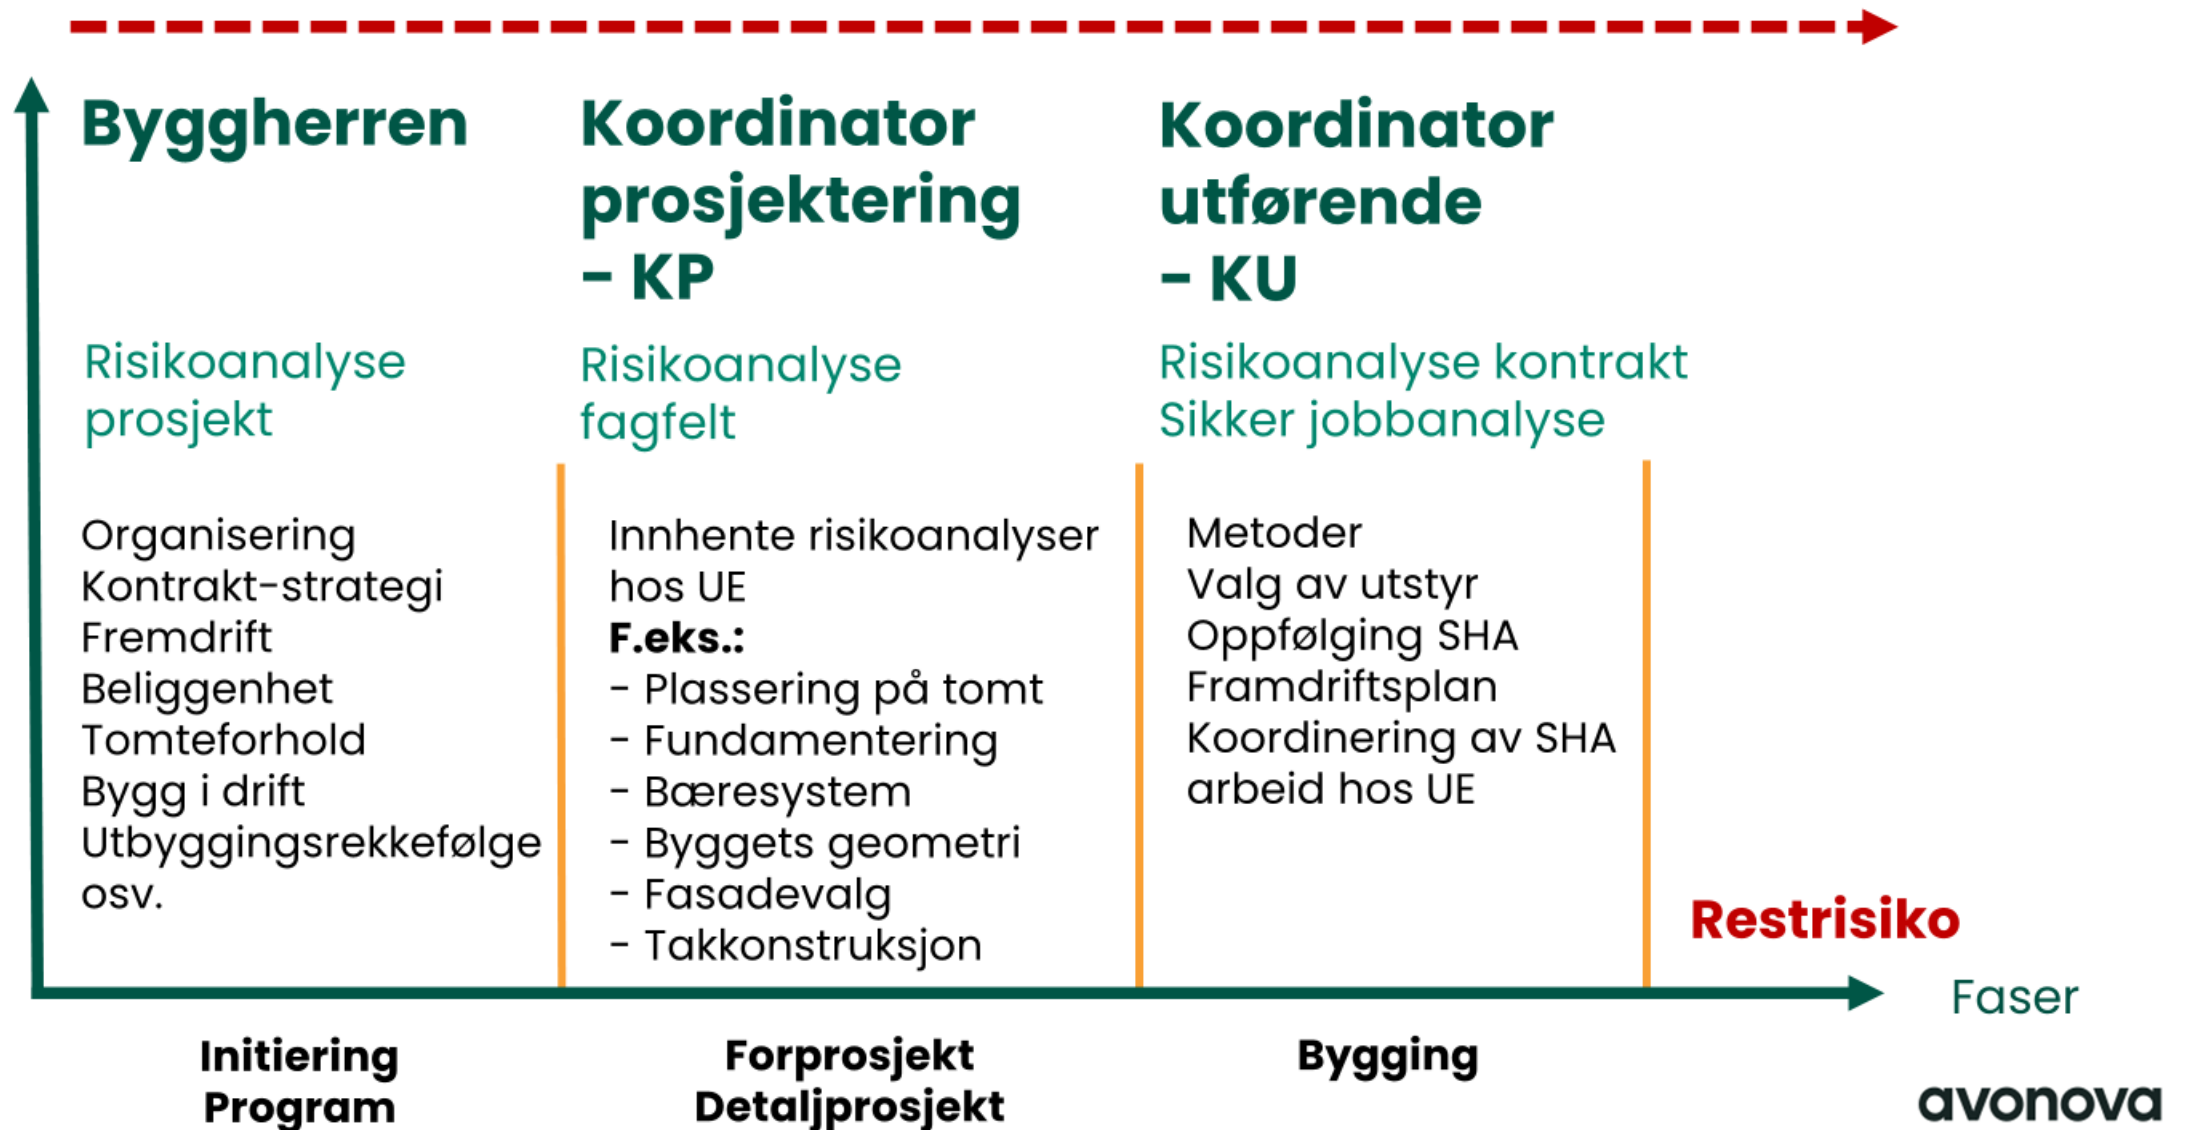 Byggherren
Risikoanalyse
prosjekt
Organisering
Kontrakt-strategi
Fremdrift
Beliggenhet
Tomteforhold
Bygg i drift
Utbyggingsrekkefølge
osv.
Initiering
Program
Koordinator
prosjektering
- KP
Risikoanalyse
fagfelt
Innhente risikoanalyser
hos UE
F.eks.:
- Plassering på tomt
- Fundamentering
- Bæresystem
- Byggets geometri
- Fasadevalg
- Takkonstruksjon
Forprosjekt
Detaljprosjekt
Koordinator
utførende
- KU
Risikoanalyse kontrakt
Sikker jobbanalyse
Metoder
Valg av utstyr
Oppfølging SHA
Framdriftsplan
Koordinering av SHA
arbeid hos UE
Bygging
Restrisiko
Faser
avonova